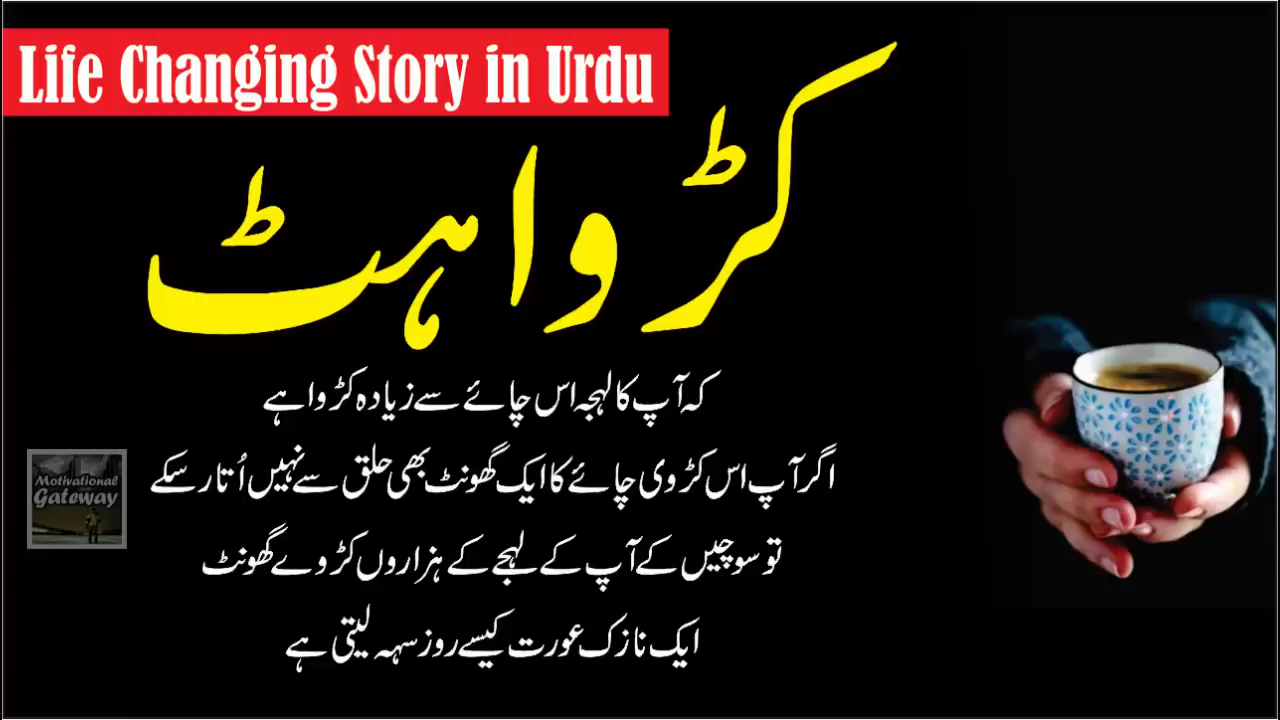 Life Changing Story in Urdu
کڑواہٹ
کہ آپ کا لہجہ اس چائے سے زیادہ کڑوا ہے
اگر آپ اس کڑوی چائے کا ایک گھونٹ بھی حلق سے نہیں اُتار سکے
تو سوچیں کے آپ کے لہجے کے ہزاروں کڑوے گھونٹ
ایک نازک عورت کیسے روز سہہ لیتی ہے
Motivational
Gateway